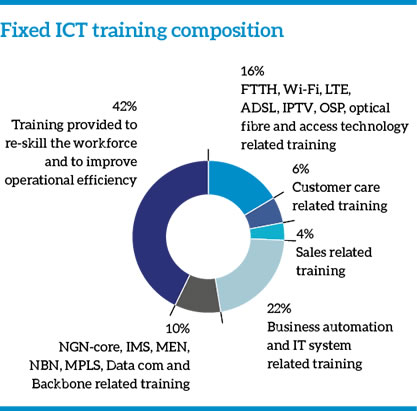 Fixed ICT training composition
16%
FTTH, Wi-Fi, LTE,
ADSL, IPTV, OSP, optical
fibre and access technology
related training
6%
Customer care
related training
4%
Sales related
training
22%
Business automation
and IT system
related training
10%
NGN-core, IMS, MEN,
NBN, MPLS, Data com and
Backbone related training
42%
Training provided to
re-skill the workforce
and to improve
operational efficiency